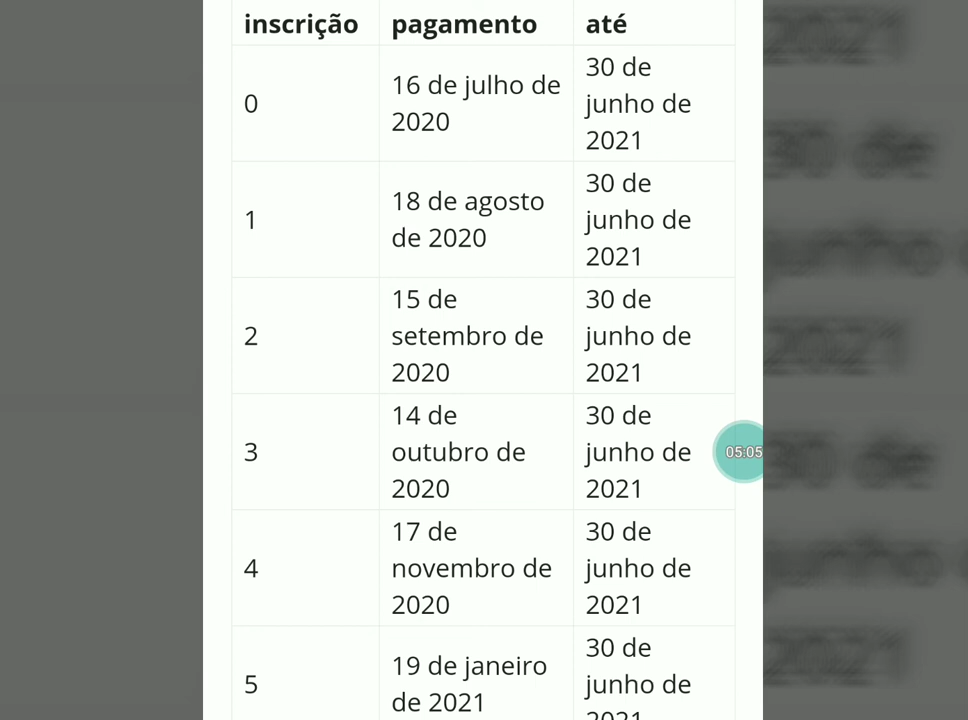 inscrição pagamento até
0 16 de julho de 2020 30 de junho de 2021
1 18 de agosto de 2020 30 de junho de 2021
2 15 de setembro de 2020 30 de junho de 2021
3 14 de outubro de 2020 30 de junho de 2021
05:05
4 17 de novembro de 2020 30 de junho de 2021
5 19 de janeiro de 2021 30 de junho de 2021